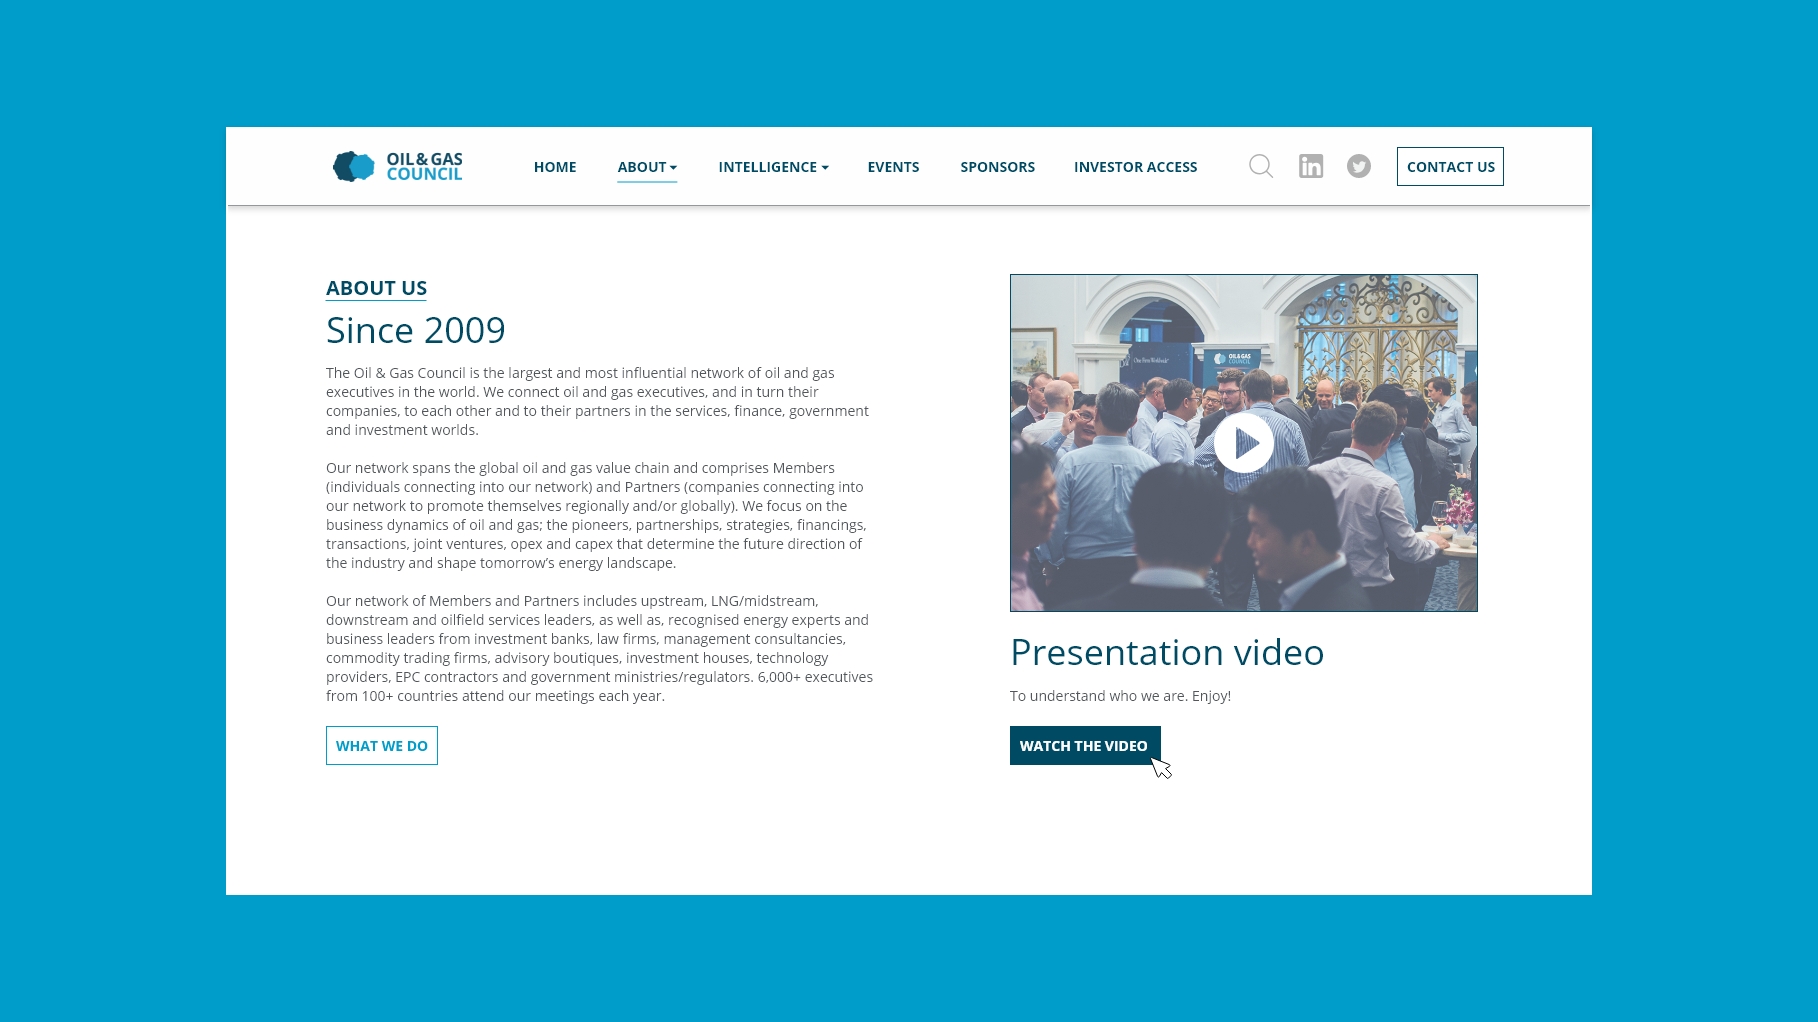 OIL & GAS
COUNCIL
HOME ABOUT INTELLIGENCE EVENTS SPONSORS INVESTOR ACCESS in CONTACT US
ABOUT US
Since 2009
The Oil & Gas Council is the largest and most influential network of oil and gas
executives in the world. We connect oil and gas executives, and in turn their
companies, to each other and to their partners in the services, finance, government
and investment worlds.
Our network spans the global oil and gas value chain and comprises Members
(individuals connecting into our network) and Partners (companies connecting into
our network to promote themselves regionally and/or globally). We focus on the
business dynamics of oil and gas; the pioneers, partnerships, strategies, financings,
transactions, joint ventures, opex and capex that determine the future direction of
the industry and shape tomorrow’s energy landscape.
Our network of Members and Partners includes upstream, LNG/midstream,
downstream and oilfield services leaders, as well as, recognised energy experts and
business leaders from investment banks, law firms, management consultancies,
commodity trading firms, advisory boutiques, investment houses, technology
providers, EPC contractors and government ministries/regulators. 6,000+ executives
from 100+ countries attend our meetings each year.
WHAT WE DO
OIL & GAS
COUNCIL
Presentation video
To understand who we are. Enjoy!
WATCH THE VIDEO